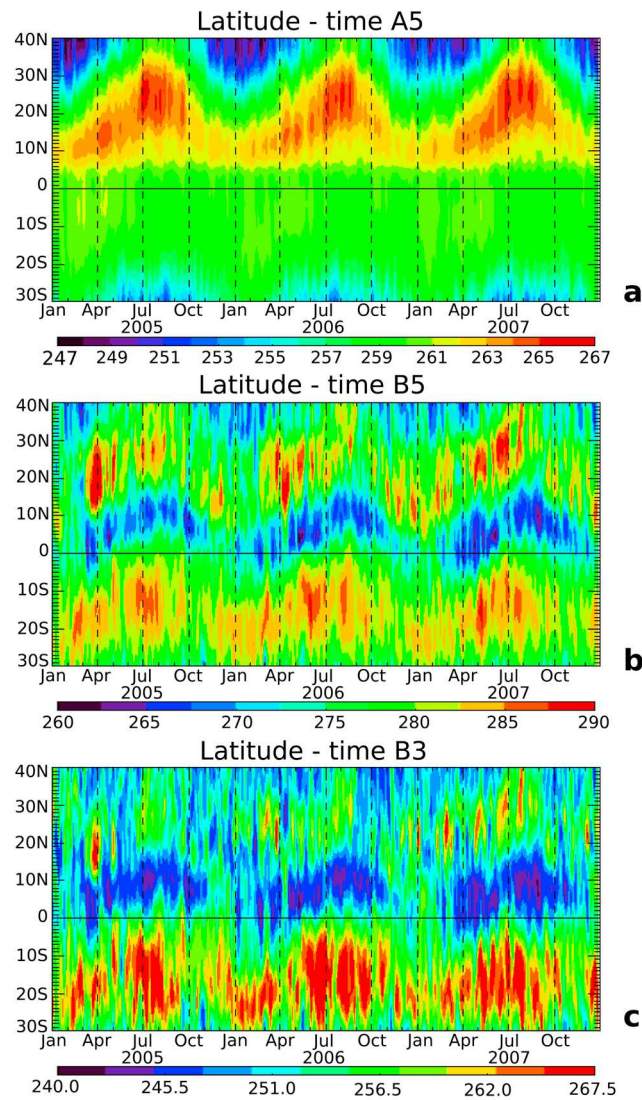 Latitude - time A5
40N
30N
20N
10N
0
10S
20S
30S
Jan Apr Jul Oct Jan Apr Jul Oct Jan Apr Jul Oct
2005 2006 2007
a
247 249 251 253 255 257 259 261 263 265 267
Latitude - time B5
40N
30N
20N
10N
0
10S
20S
30S
Jan Apr Jul Oct Jan Apr Jul Oct Jan Apr Jul Oct
2005 2006 2007
b
260 265 270 275 280 285 290
Latitude - time B3
40N
30N
20N
10N
0
10S
20S
30S
Jan Apr Jul Oct Jan Apr Jul Oct Jan Apr Jul Oct
2005 2006 2007
c
240.0 245.5 251.0 256.5 262.0 267.5